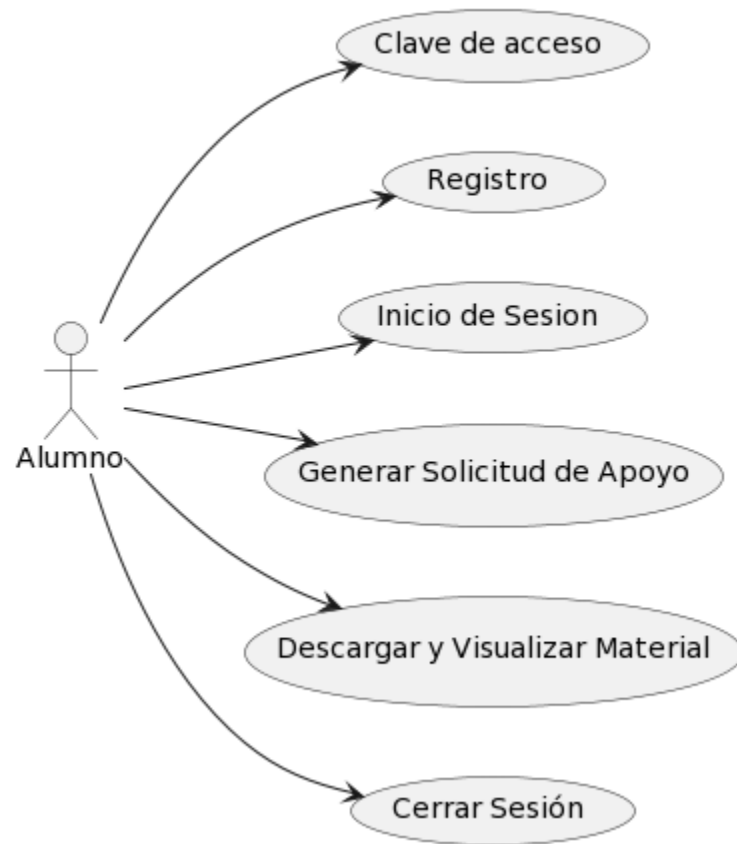 Clave de acceso
Registro
Inicio de Sesion
Generar Solicitud de Apoyo
Alumno
Descargar y Visualizar Material
Cerrar Sesión